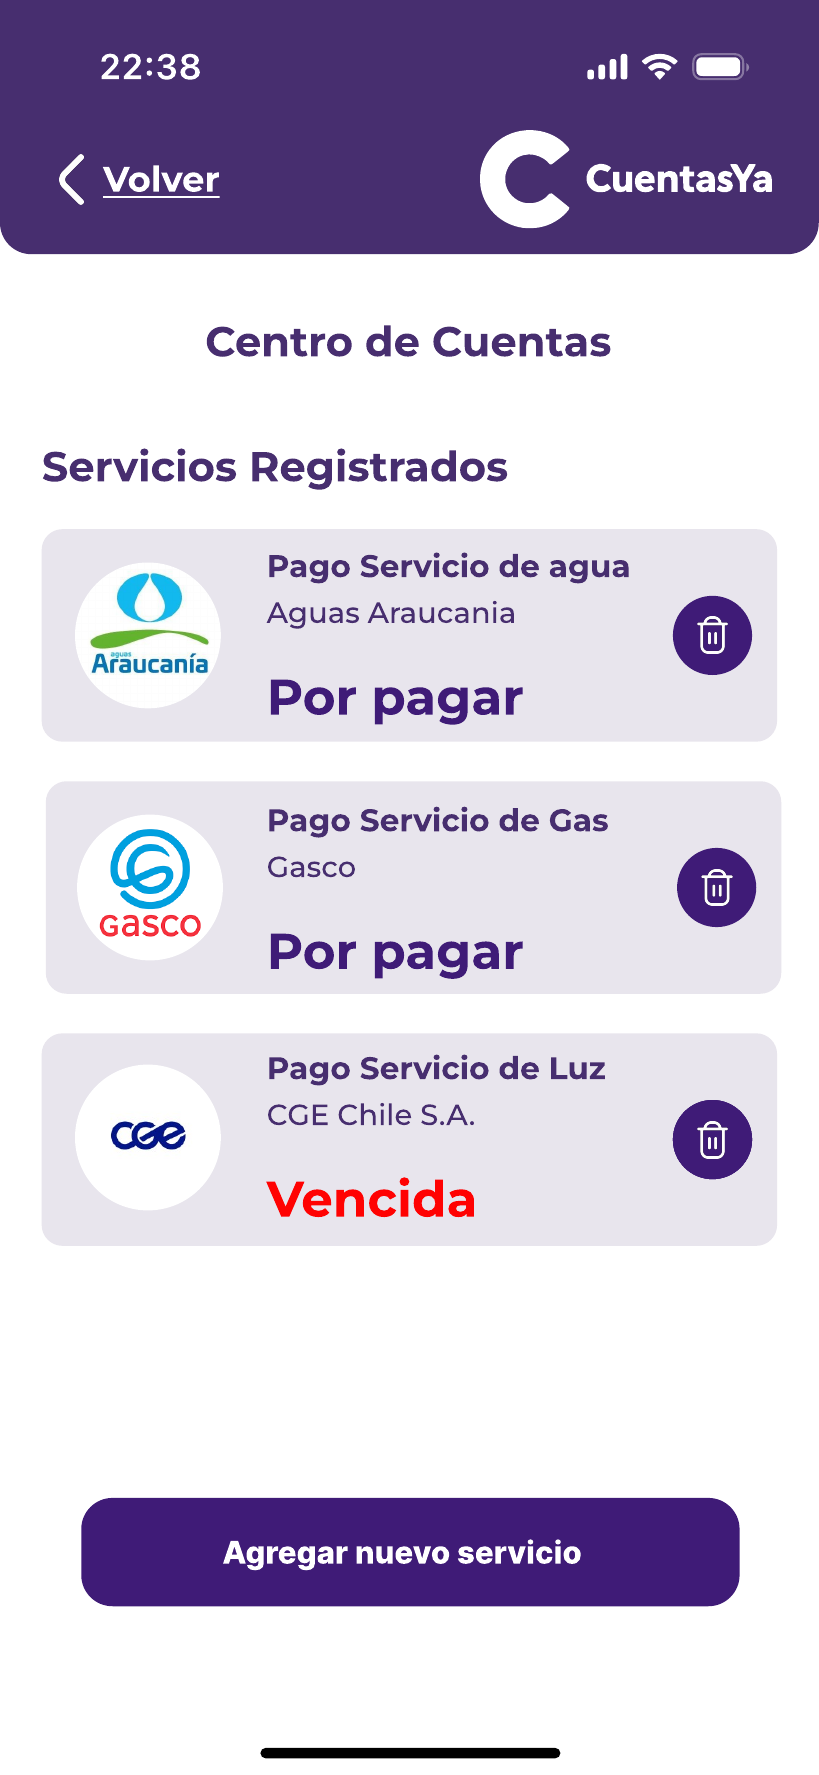 22:38
Volver
CuentasYa
Centro de Cuentas
Servicios Registrados
Pago Servicio de agua
Aguas Araucania
aguas
Araucanía
Por pagar
Pago Servicio de Gas
Gasco
Gasco
Por pagar
Pago Servicio de Luz
CGE Chile S.A.
cge
Vencida
Agregar nuevo servicio